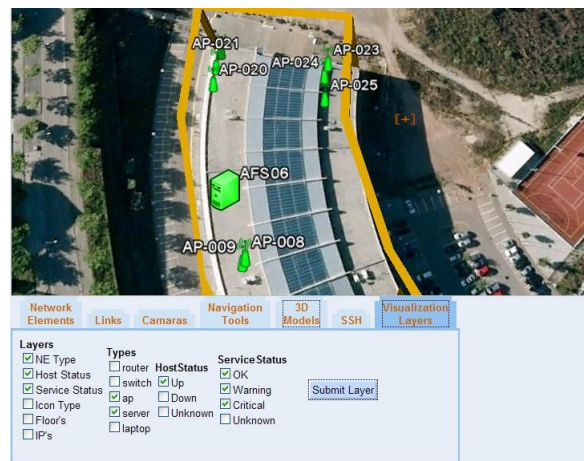 AP-021
AP-023
AP-024
AP-020
AP-025
[+]
AFS06
AP-009
AP-008
Network Elements
Links
Camaras
Navigation Tools
3D Models
SSH
Visualization Layers
Layers
NE Type
Host Status
Service Status
Icon Type
Floor's
IP's
Types
router
switch
ap
server
laptop
HostStatus
Up
Down
Unknown
ServiceStatus
OK
Warning
Critical
Unknown
Submit Layer